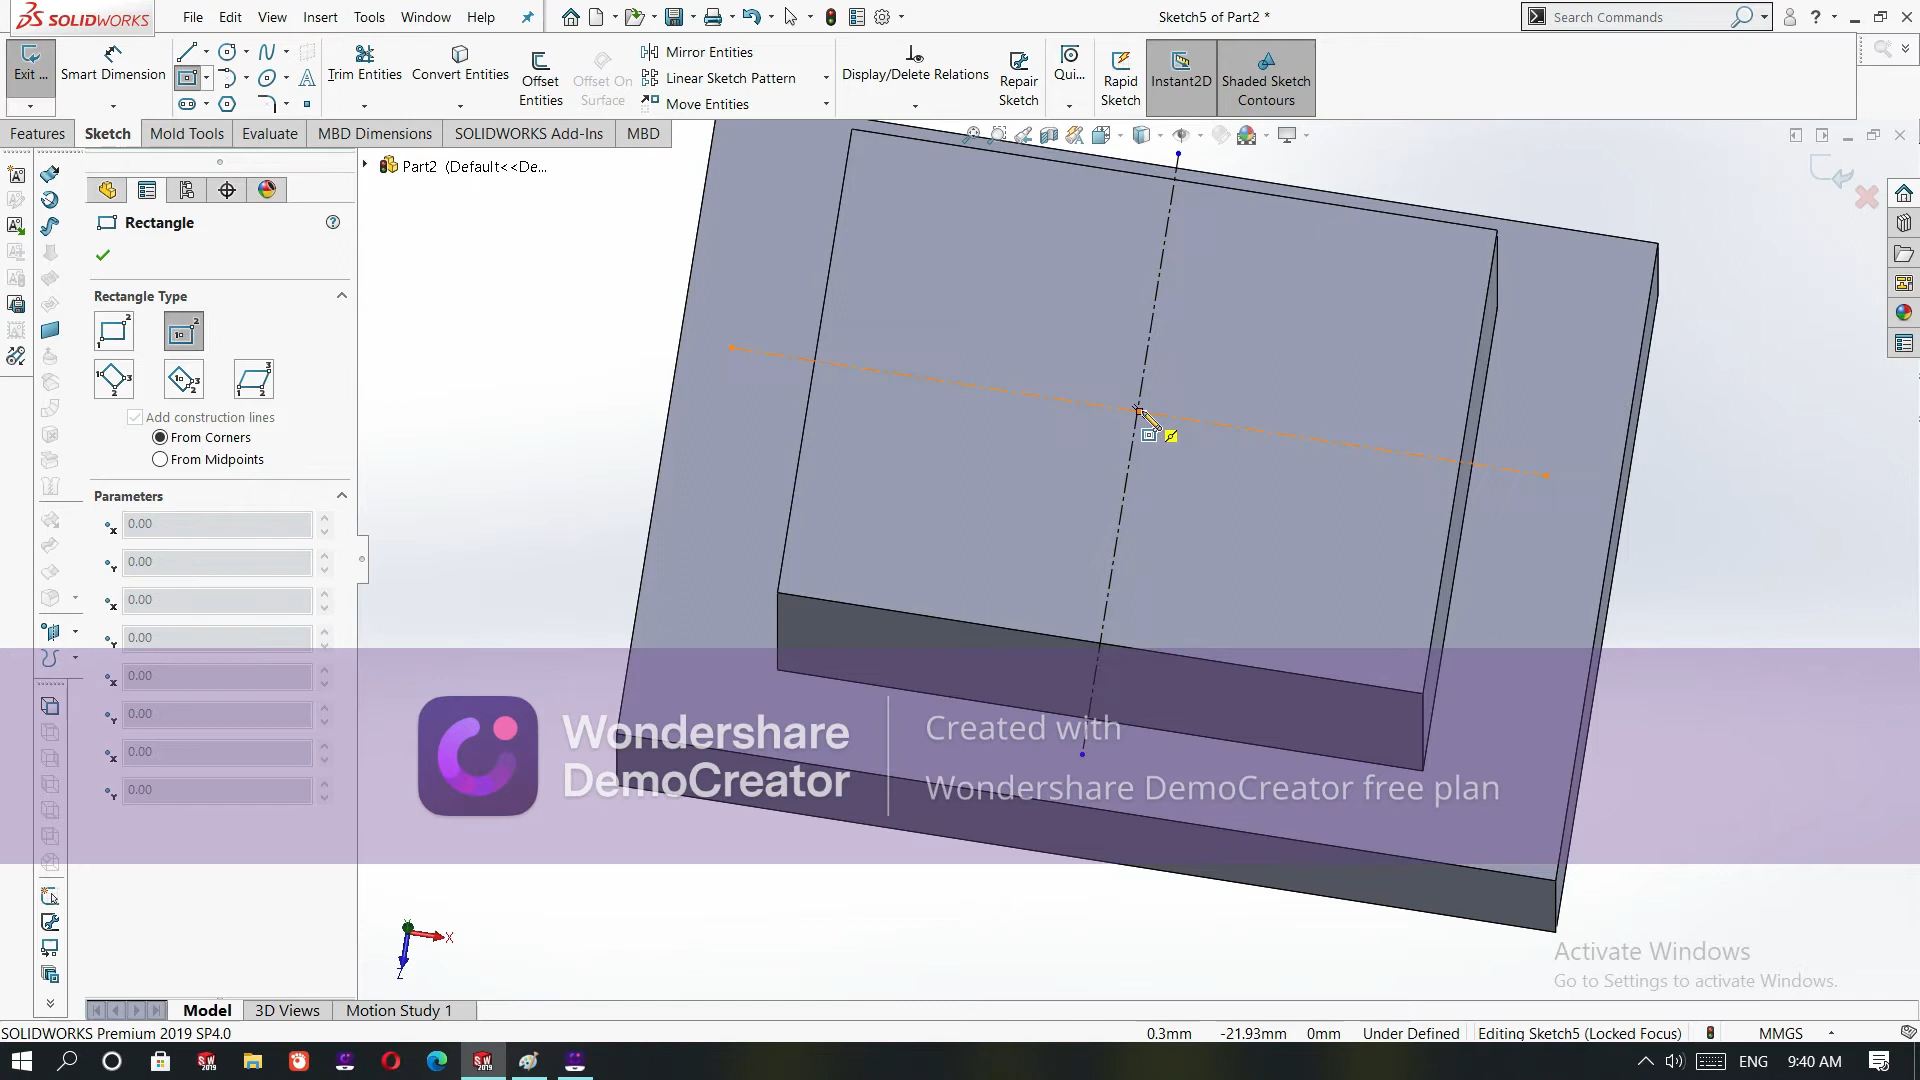 SOLIDWORKS
File Edit View Insert Tools Window Help
Sketch5 of Part2 *
Search Commands
Exit ...
Smart Dimension
Trim Entities
Convert Entities
Offset Entities
Offset On Surface
Mirror Entities
Linear Sketch Pattern
Move Entities
Display/Delete Relations
Repair Sketch
Qui...
Rapid Sketch
Instant2D
Shaded Sketch Contours
Features Sketch Mold Tools Evaluate MBD Dimensions SOLIDWORKS Add-Ins MBD
Part2 (Default<<De...
Rectangle
Rectangle Type
Add construction lines
From Corners
From Midpoints
Parameters
0.00
0.00
0.00
0.00
0.00
0.00
0.00
0.00
Wondershare
DemoCreator
Created with
Wondershare DemoCreator free plan
X
Z
Activate Windows
Go to Settings to activate Windows.
Model 3D Views Motion Study 1
SOLIDWORKS Premium 2019 SP4.0
0.3mm -21.93mm 0mm Under Defined Editing Sketch5 (Locked Focus) MMGS
ENG 9:40 AM